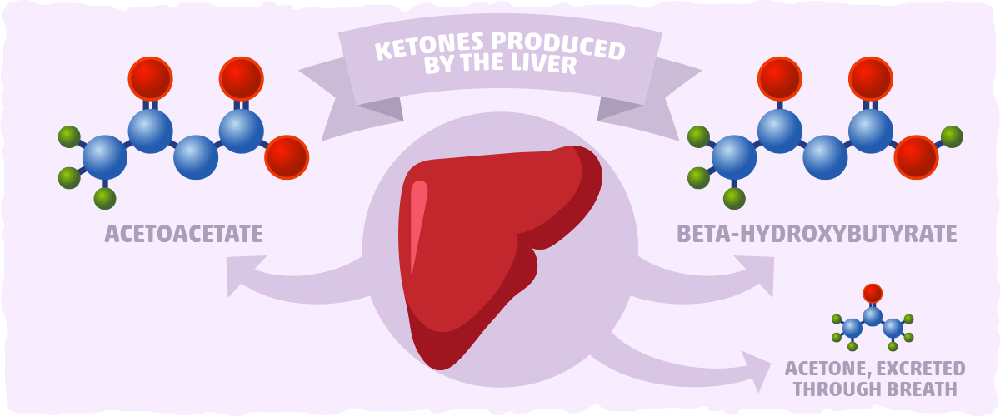 KETONES PRODUCED
BY THE LIVER
ACETOACETATE
BETA-HYDROXYBUTYRATE
ACETONE, EXCRETED
THROUGH BREATH